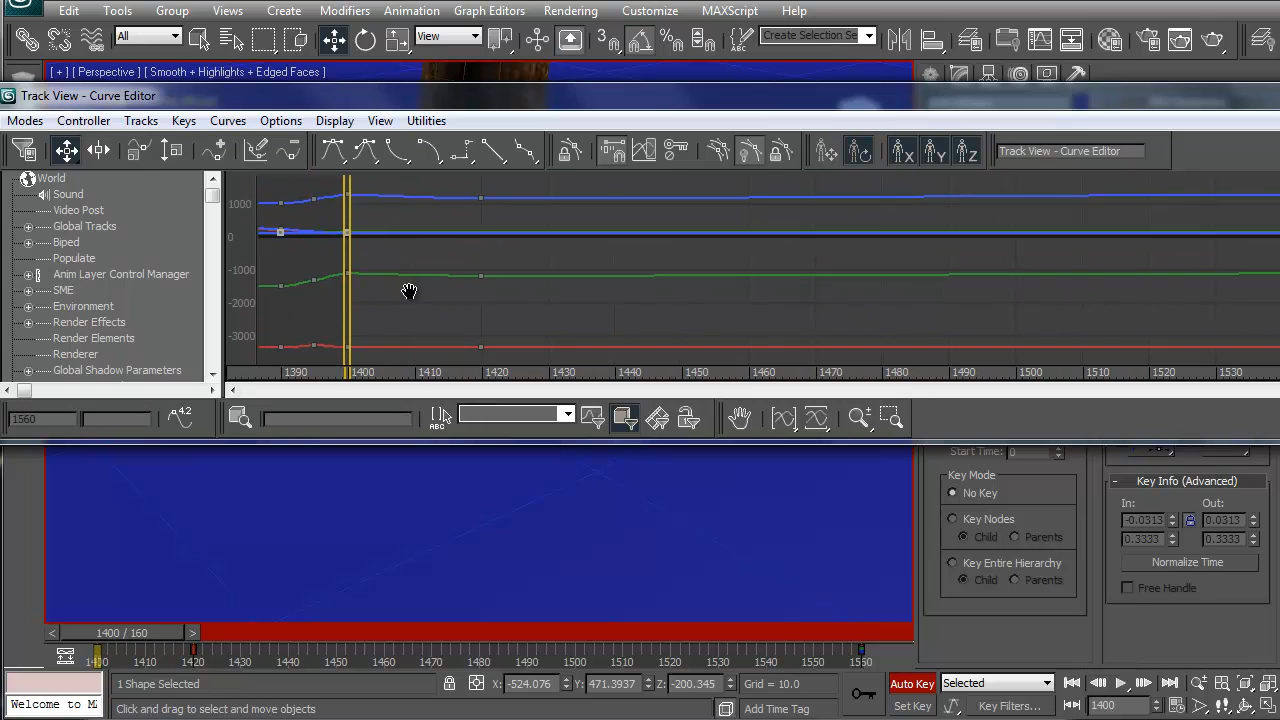 Edit Tools Group Views Create Modifiers Animation Graph Editors Rendering Customize MAXScript Help
All View 3 Create Selection Se
[ + ] [ Perspective ] [ Smooth + Highlights + Edged Faces ]
Track View - Curve Editor
Modes Controller Tracks Keys Curves Options Display View Utilities
X Y Z Track View - Curve Editor
World
Sound
Video Post
Global Tracks
Biped
Populate
Anim Layer Control Manager
SME
Environment
Render Effects
Render Elements
Renderer
Global Shadow Parameters
1000
0
-1000
-2000
-3000
1390 1400 1410 1420 1430 1440 1450 1460 1470 1480 1490 1500 1510 1520 1530
1560 4.2 ABC
Start Time: 0
Key Mode
No Key
Key Nodes
Child Parents
Key Entire Hierarchy
Child Parents
Key Info (Advanced)
In: Out:
-0.0313 0.0313
0.3333 0.3333
Normalize Time
Free Handle
< 1400 / 160 >
1400 1410 1420 1430 1440 1450 1460 1470 1480 1490 1500 1510 1520 1530 1540 1550 1560
1 Shape Selected X: -524.076 Y: 471.3937 Z: -200.345 Grid = 10.0 Auto Key Selected
Welcome to Click and drag to select and move objects Add Time Tag Set Key Key Filters... 1400